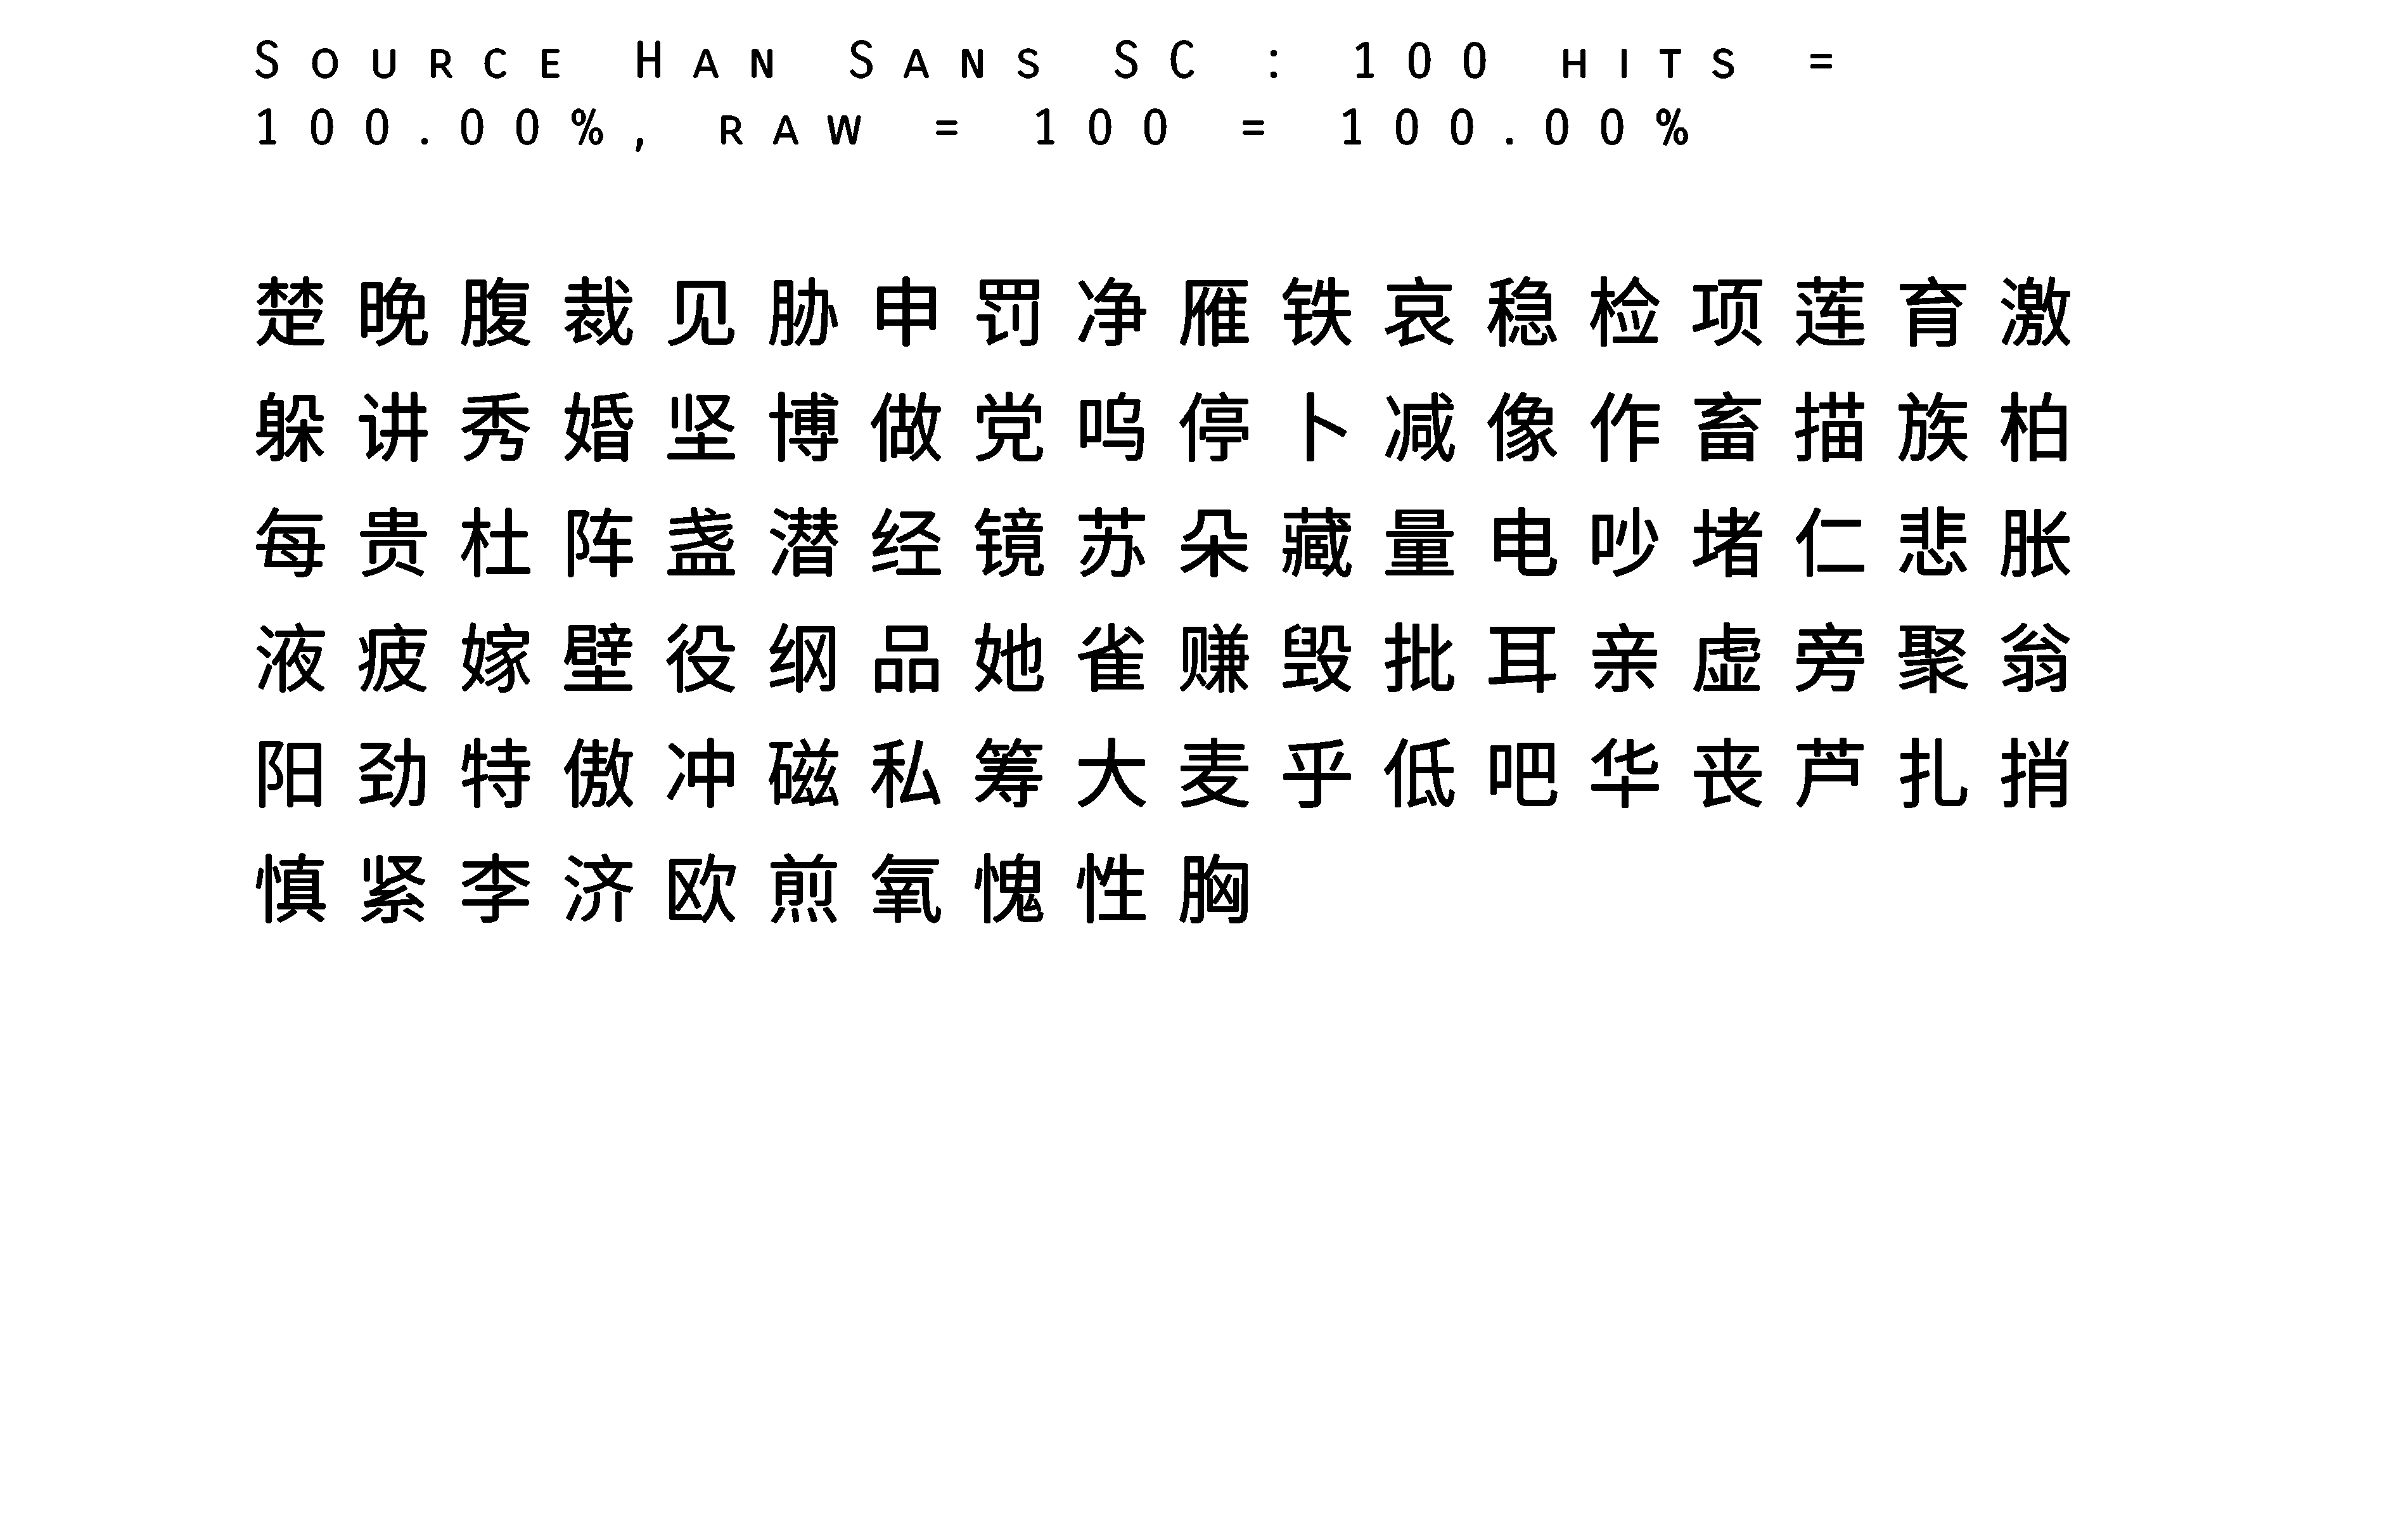 Source Han Sans SC : 100 hits =
100.00%, raw = 100 = 100.00%
楚晚腹裁见胁申罚净雁铁哀稳检项莲育激
躲讲秀婚坚博做党呜停卜减像作畜描族柏
每贵杜阵盏潜经镜苏朵藏量电吵堵仁悲胀
液疲嫁壁役纲品她雀赚毁批耳亲虚旁聚翁
阳劲特傲冲磁私筹大麦乎低吧华丧芦扎捎
慎紧李济欧煎氧愧性胸